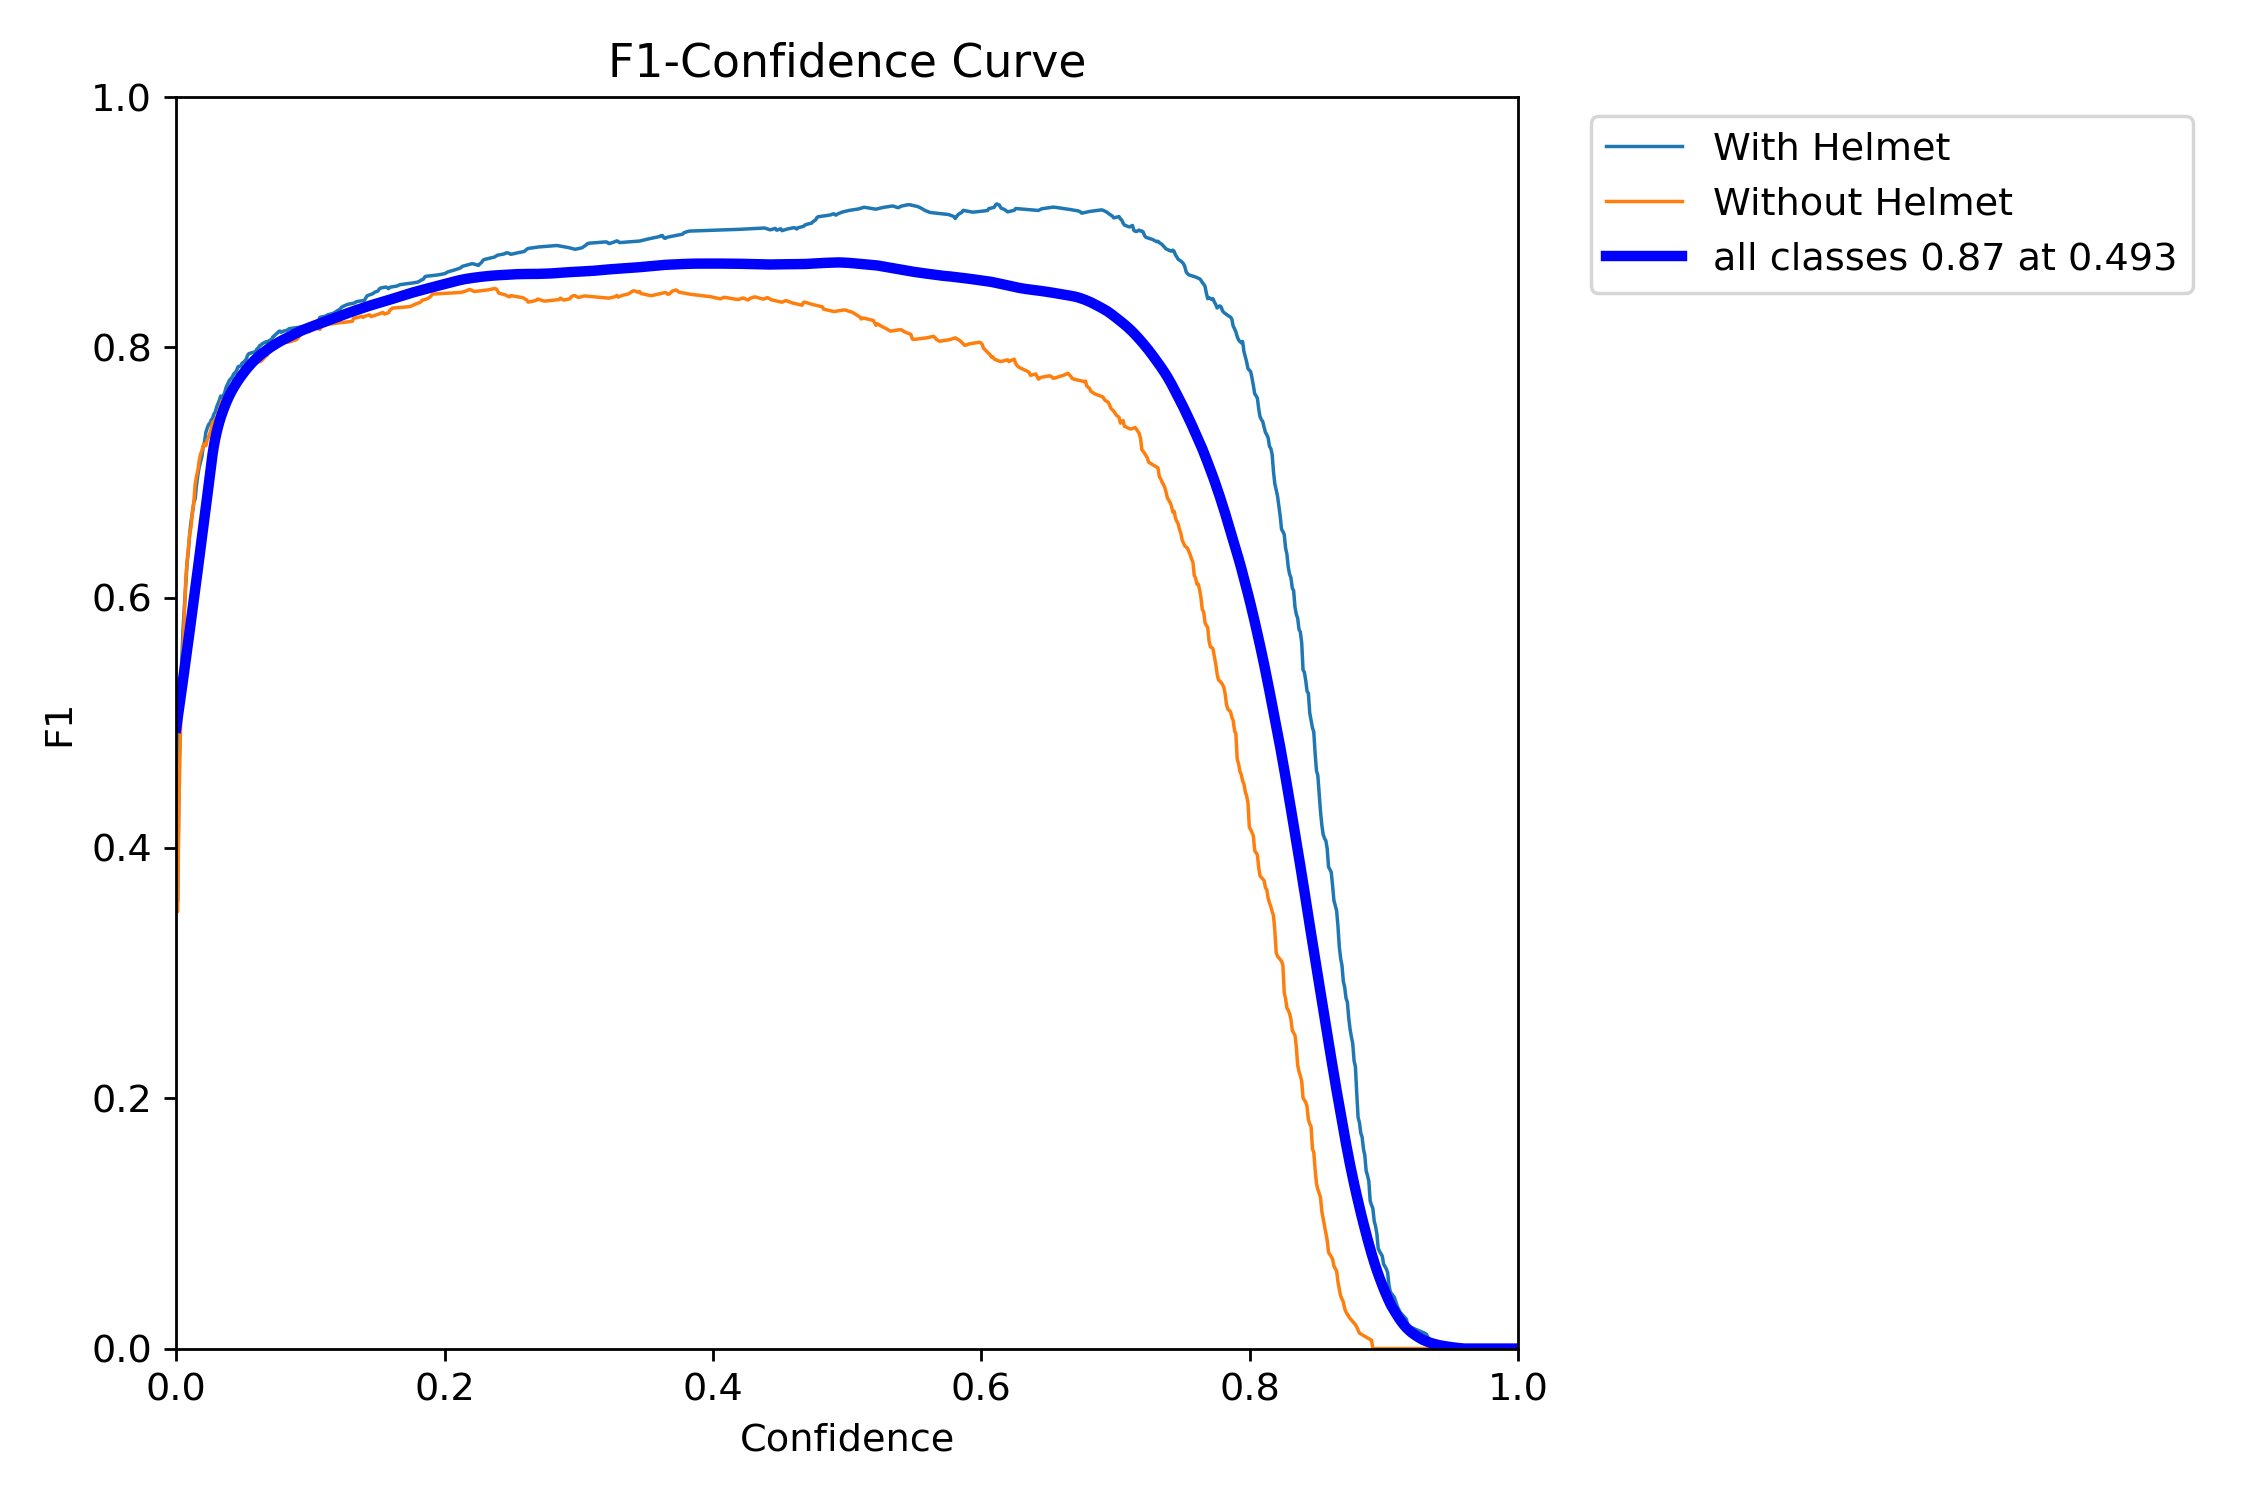 F1-Confidence Curve
1.0
0.8
0.6
0.4
0.2
0.0
F1
0.0 0.2 0.4 0.6 0.8 1.0
Confidence
With Helmet
Without Helmet
all classes 0.87 at 0.493